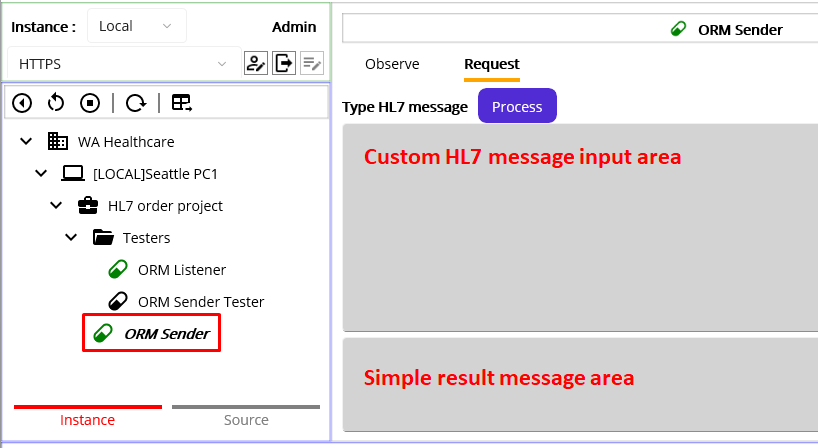 Instance :
Local
Admin
HTTPS
WA Healthcare
[LOCAL]Seattle PC1
HL7 order project
Testers
ORM Listener
ORM Sender Tester
ORM Sender
Instance
Source
ORM Sender
Observe
Request
Type HL7 message
Process
Custom HL7 message input area
Simple result message area